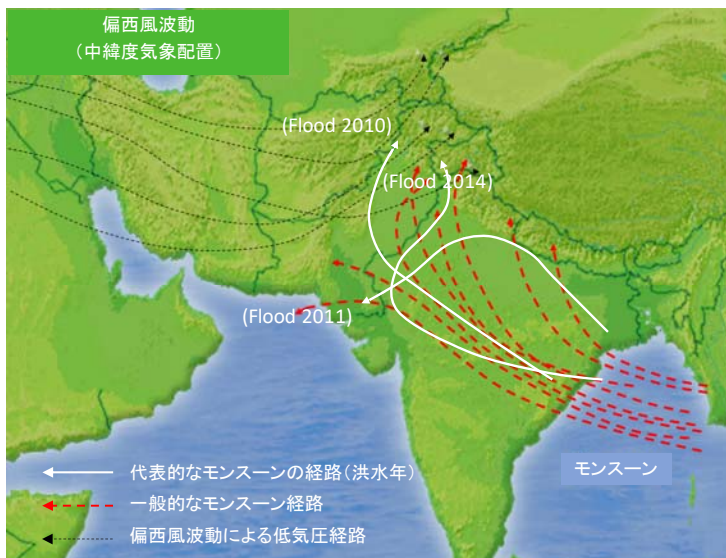 偏西風波動
（中緯度気象配置）
(Flood 2010)
(Flood 2014)
(Flood 2011)
モンスーン
代表的なモンスーンの経路（洪水年）
一般的なモンスーン経路
偏西風波動による低気圧経路